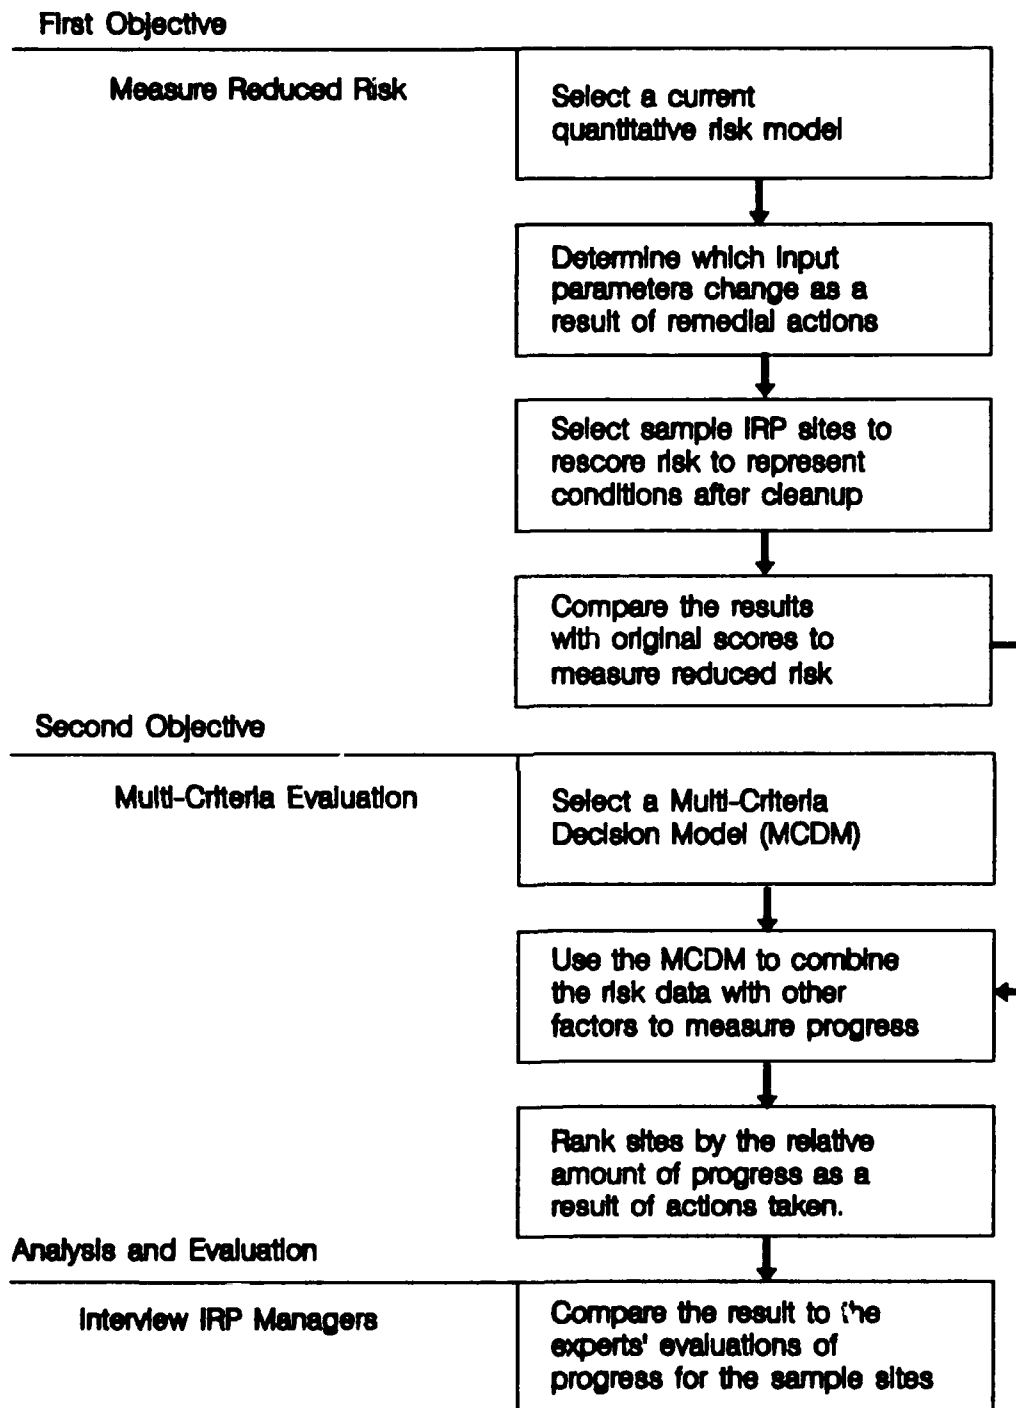 First Objective
Measure Reduced Risk
Select a current
quantitative risk model
Determine which input
parameters change as a
result of remedial actions
Select sample IRP sites to
rescore risk to represent
conditions after cleanup
Compare the results
with original scores to
measure reduced risk
Second Objective
Multi-Criteria Evaluation
Select a Multi-Criteria
Decision Model (MCDM)
Use the MCDM to combine
the risk data with other
factors to measure progress
Rank sites by the relative
amount of progress as a
result of actions taken.
Analysis and Evaluation
Interview IRP Managers
Compare the result to the
experts' evaluations of
progress for the sample sites